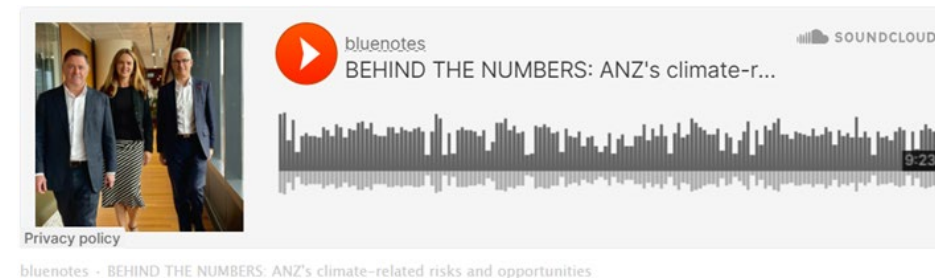 bluenotes
SOUNDCLOUD
BEHIND THE NUMBERS: ANZ's climate-r...
9:23
Privacy policy
bluenotes - BEHIND THE NUMBERS: ANZ's climate-related risks and opportunities